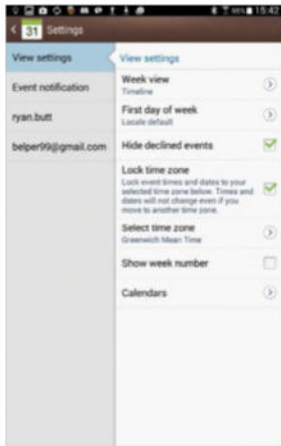 15:42
31 Settings
View settings
Event notification
ryan.butt
belper99@gmail.com
View settings
Week view
Timeline
First day of week
Locale default
Hide declined events
Lock time zone
Lock event times and dates to your
selected time zone below. Times and
dates will not change even if you
move to another time zone.
Select time zone
Greenwich Mean Time
Show week number
Calendars